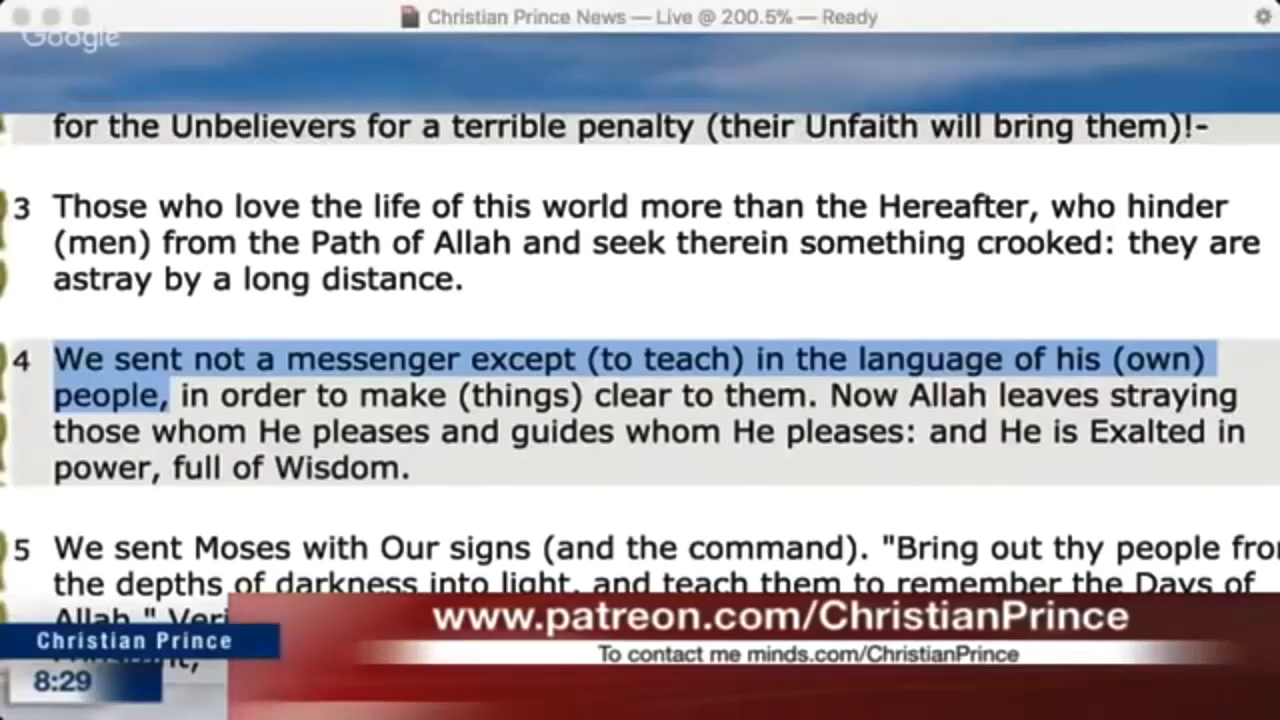 Christian Prince News — Live @ 200.5% — Ready
Google
for the Unbelievers for a terrible penalty (their Unfaith will bring them)!-
3 Those who love the life of this world more than the Hereafter, who hinder
(men) from the Path of Allah and seek therein something crooked: they are
astray by a long distance.
4 We sent not a messenger except (to teach) in the language of his (own)
people, in order to make (things) clear to them. Now Allah leaves straying
those whom He pleases and guides whom He pleases: and He is Exalted in
power, full of Wisdom.
5 We sent Moses with Our signs (and the command). "Bring out thy people from
the depths of darkness into light, and teach them to remember the Days of
Allah." Veri
www.patreon.com/ChristianPrince
Christian Prince
To contact me minds.com/ChristianPrince
8:29